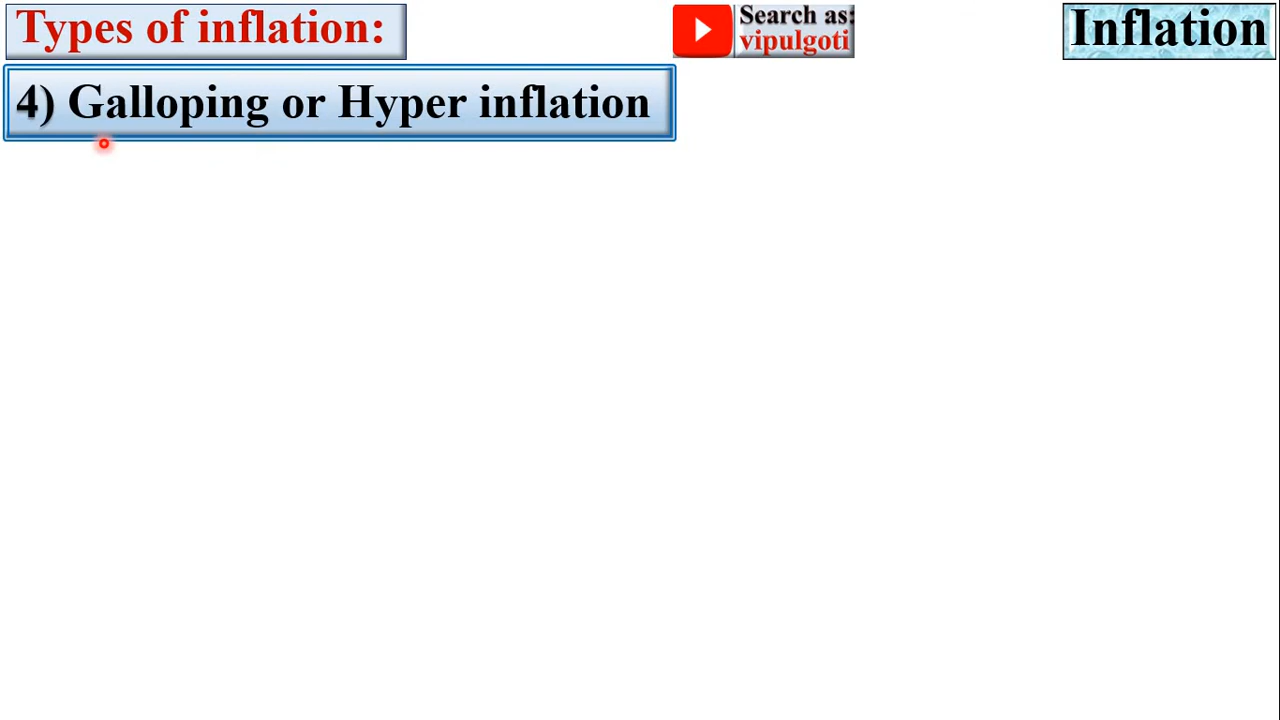 Types of inflation:
Search as:
vipulgoti
Inflation
4) Galloping or Hyper inflation